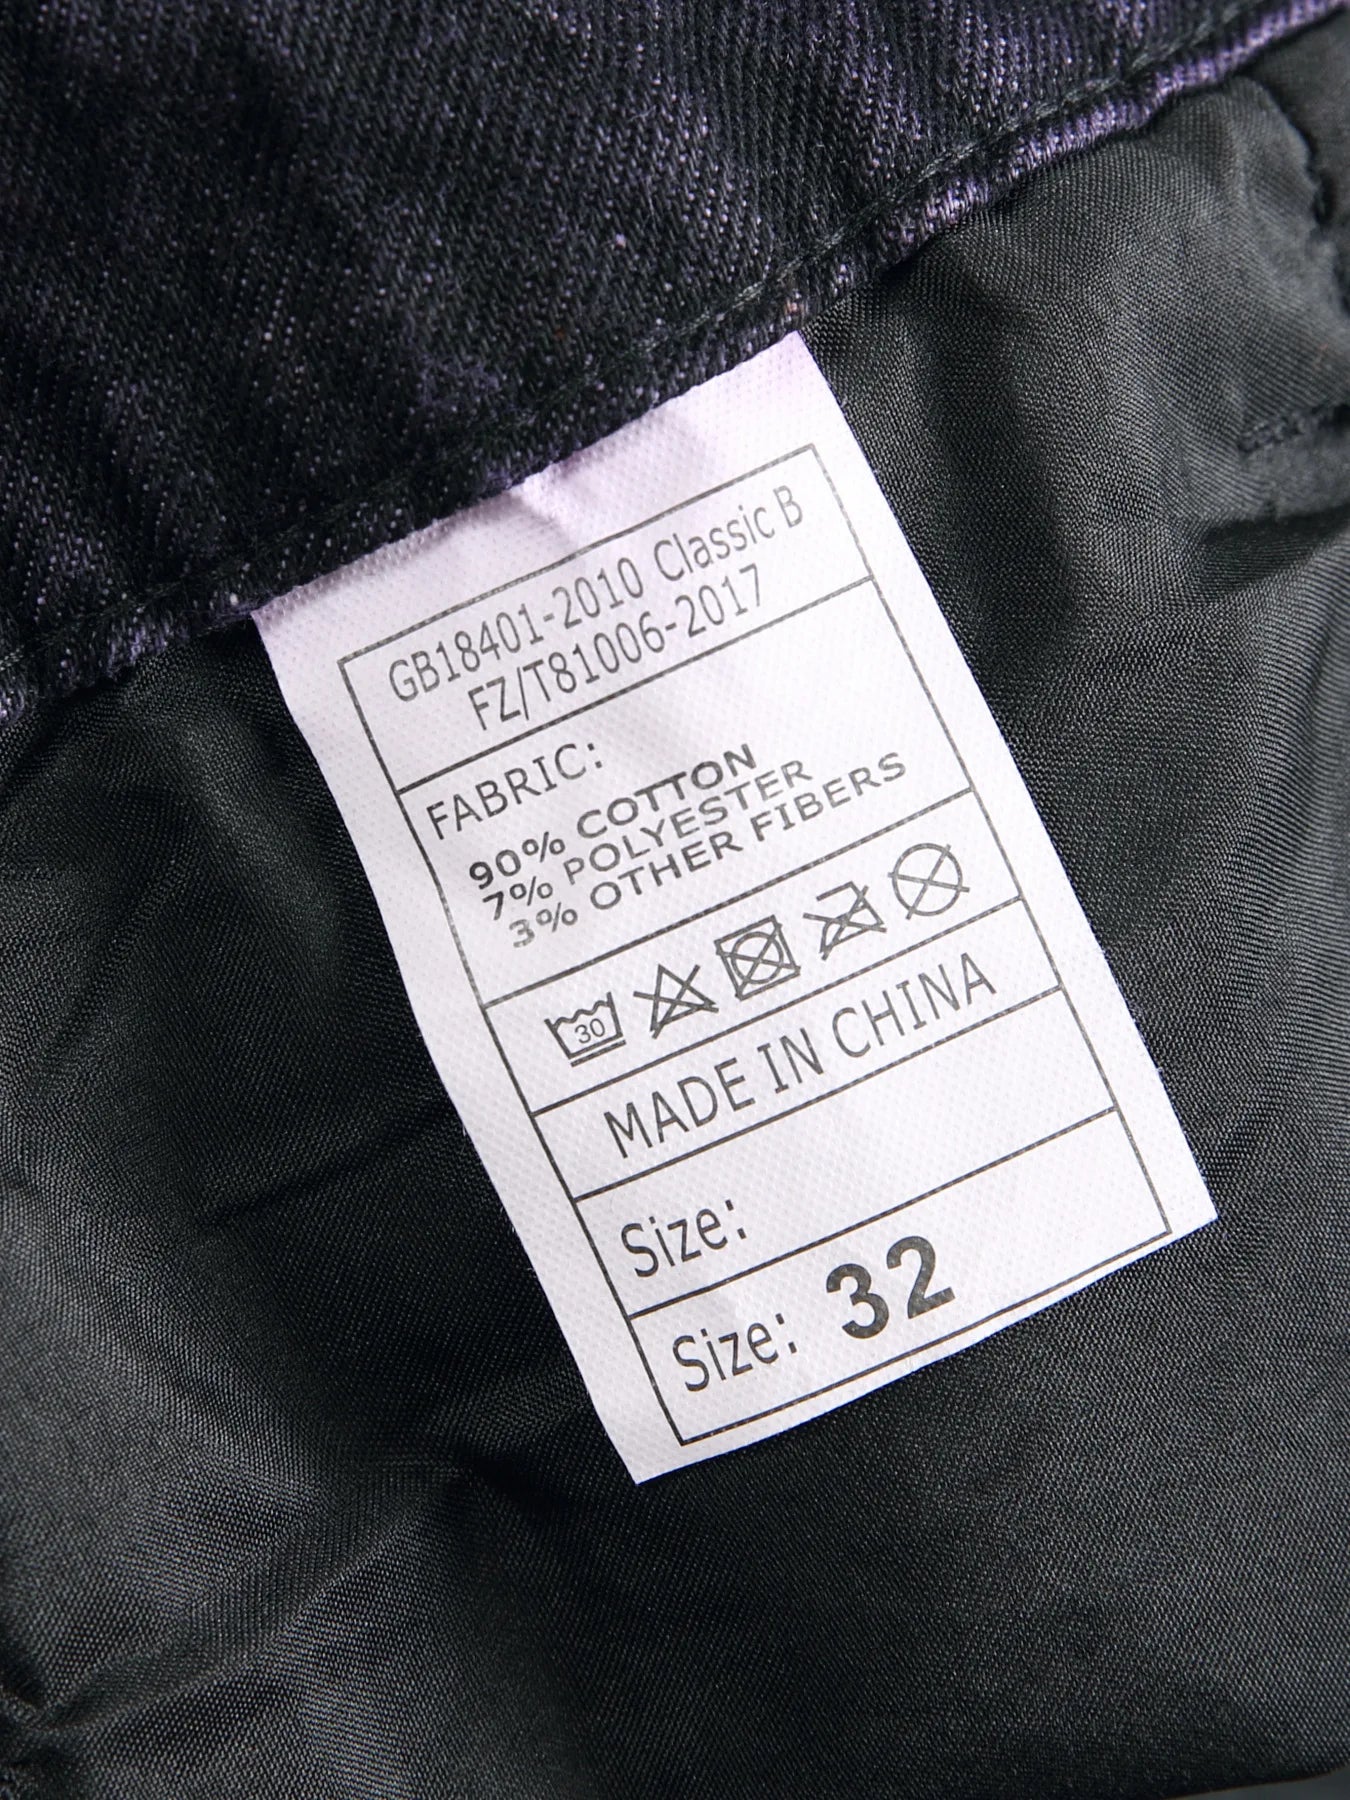 GB18401-2010 Classic B
FZ/T81006-2017
FABRIC:
90% COTTON
7% POLYESTER
3% OTHER FIBERS
30
MADE IN CHINA
Size:
Size: 32